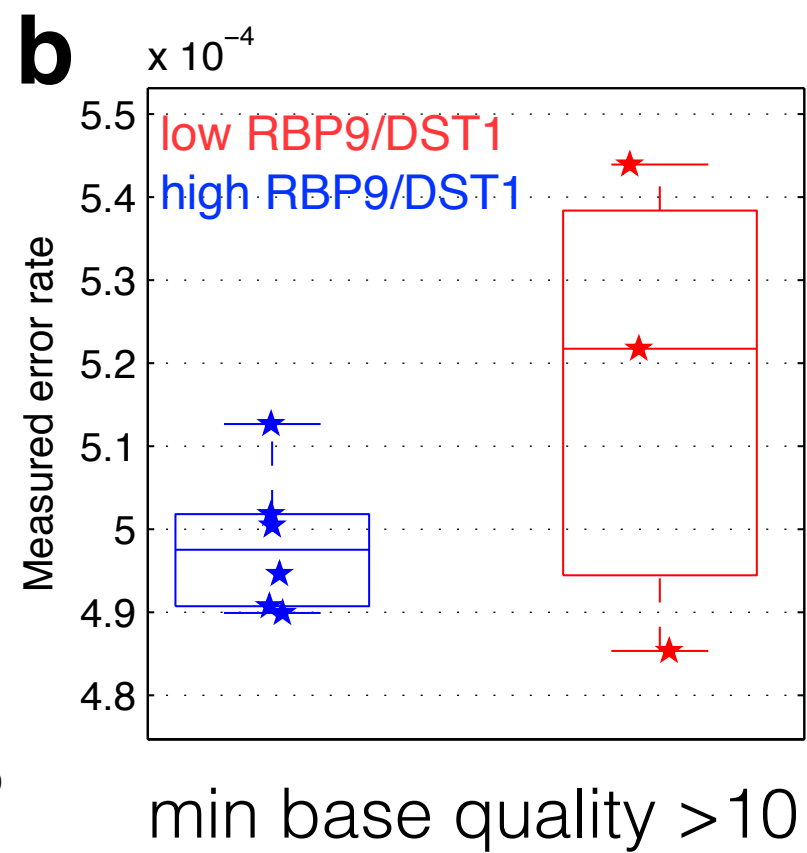 b
x 10−4
5.5
low RBP9/DST1
high RBP9/DST1
5.4
5.3
5.2
5.1
5
4.9
4.8
Measured error rate
min base quality >10